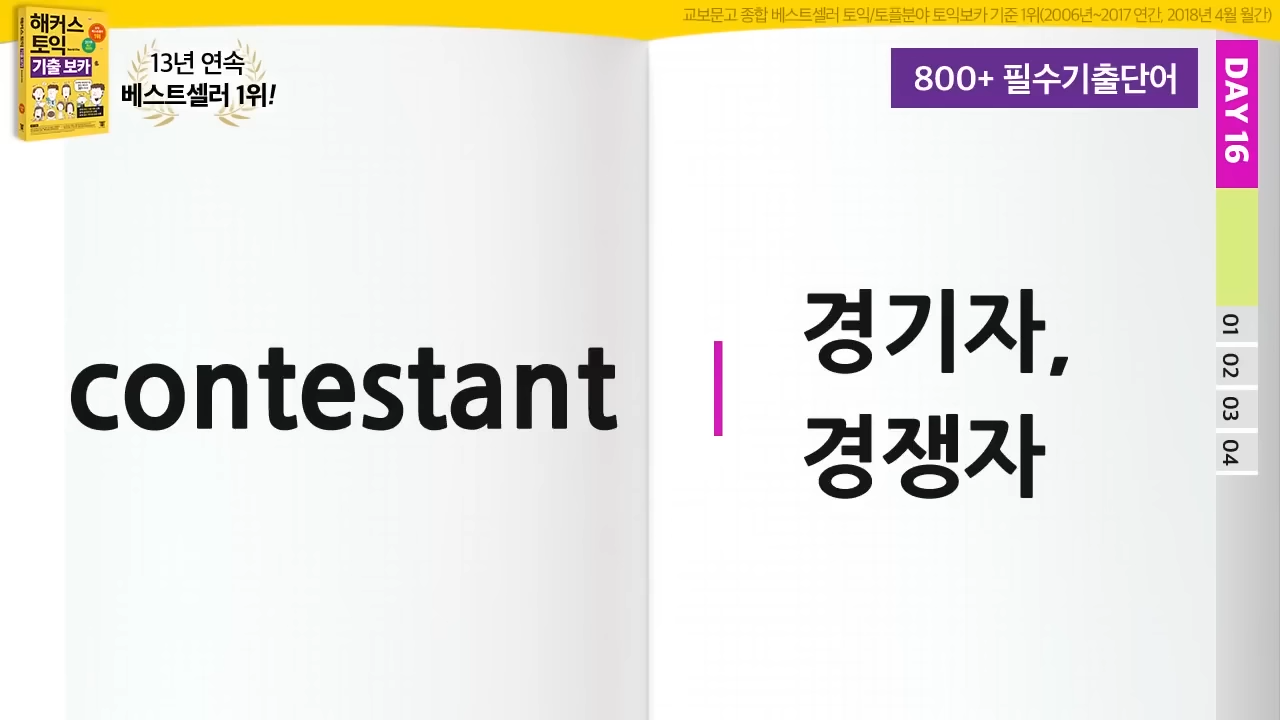 교보문고 종합 베스트셀러 토익/토플분야 토익보카 기준 1위(2006년~2017 연간, 2018년 4월 월간)
해커스
토익
기출 보카
13년 연속
베스트셀러 1위!
800+ 필수기출단어
DAY 16
contestant
경기자,
경쟁자
01
02
03
04